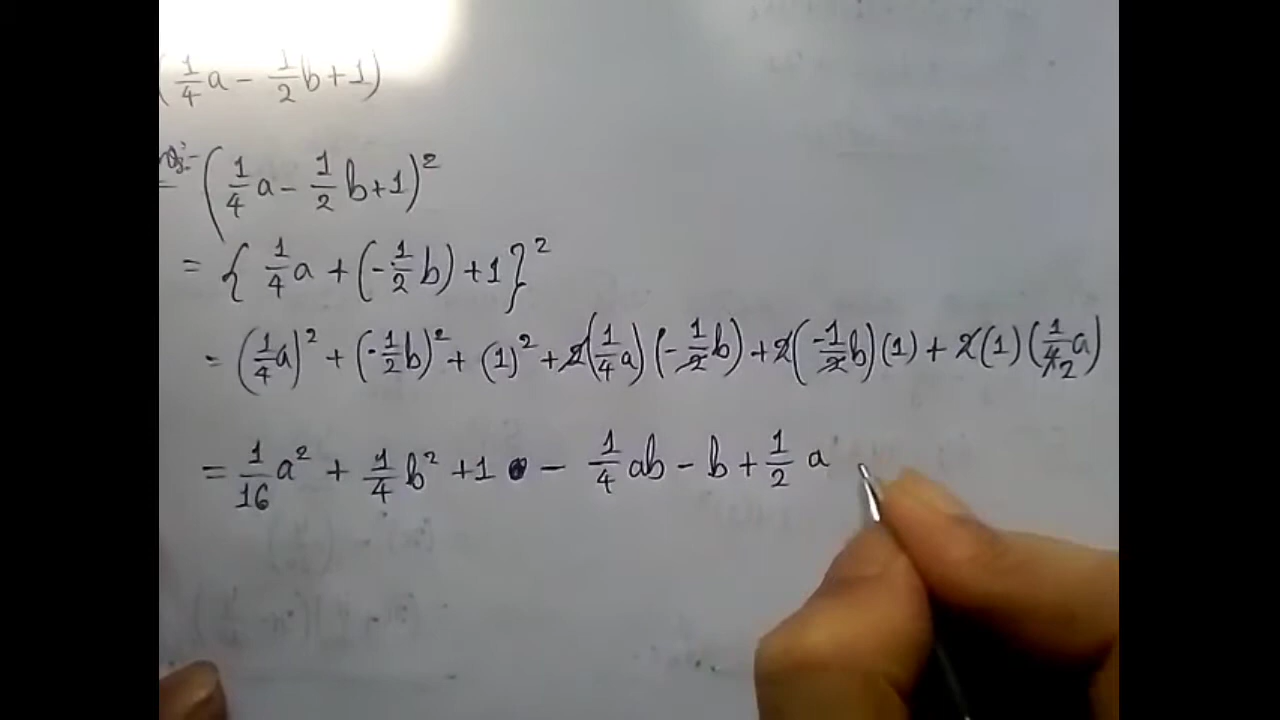 (1/4 a - 1/2 b + 1)
(1/4 a - 1/2 b + 1)²
= { 1/4 a + (-1/2 b) + 1 }²
= (1/4 a)² + (-1/2 b)² + (1)² + 2(1/4 a)(-1/2 b) + 2(-1/2 b)(1) + 2(1)(1/4 2 a)
= 1/16 a² + 1/4 b² + 1 - 1/4 ab - b + 1/2 a